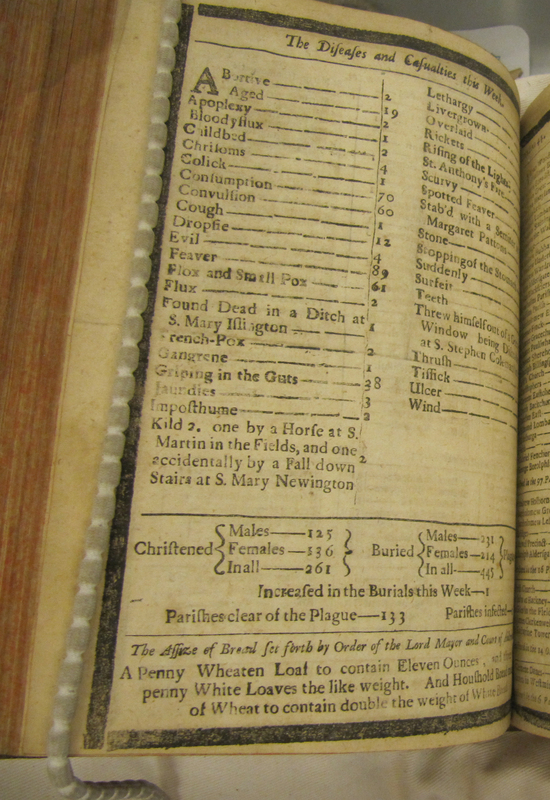 The Diſeaſes and Caſualties this Week.
ABortive — 2
Aged — 19
Apoplexy — 2
Bloodyflux — 1
Childbed — 2
Chriſoms — 4
Colick — 1
Conſumption — 70
Convulſion — 60
Cough — 1
Dropſie — 12
Evil — 4
Feaver — 89
Flox and Small Pox — 61
Flux — 2
Found Dead in a Ditch at
S. Mary Iſlington — 1
French-Pox — 2
Gangrene — 1
Griping in the Guts — 38
Jaundies — 3
Impoſthume — 2
Kild 2. one by a Horſe at S.
Martin in the Fields, and one
accidentally by a Fall down
Stairs at S. Mary Newington
2
Lethargy
Livergrown
Overlaid
Rickets
Riſing of the Lights
St. Anthony's Fire
Scurvy
Spotted Feaver
Stab'd with a
Margaret
Stone
Stopping of the
Suddenly
Surfeit
Teeth
Threw himſelf out of a
Window being
at S. Stephen
Thruſh
Tiſſick
Ulcer
Wind
Chriſtened { Males — 125
Females — 136
In all — 261 }
Buried { Males — 231
Females — 214
In all — 445 }
Increaſed in the Burials this Week — 1
Pariſhes clear of the Plague — 133 Pariſhes infected —
The Aſſize of Bread ſet forth by Order of the Lord Mayor and Court of
A Penny Wheaten Loaf to contain Eleven Ounces, and
penny White Loaves the like weight. And Houſhold
of Wheat to contain double the weight of White